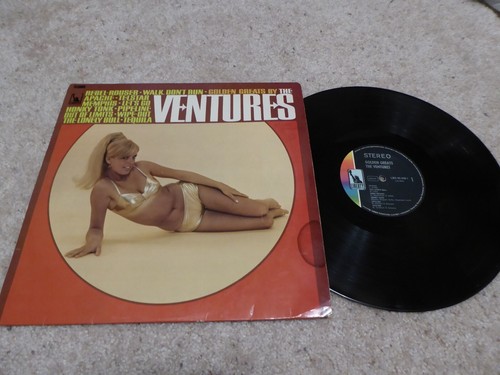 REBEL-ROUSER • WALK DON'T RUN • GOLDEN GREATS BY THE
APACHE • TELSTAR
MEMPHIS • LET'S GO
HONKY TONK • PIPELINE
OUT OF LIMITS • WIPE-OUT
THE LONELY BULL • TEQUILA
VENTURES
STEREO
GOLDEN GREATS
THE VENTURES
1